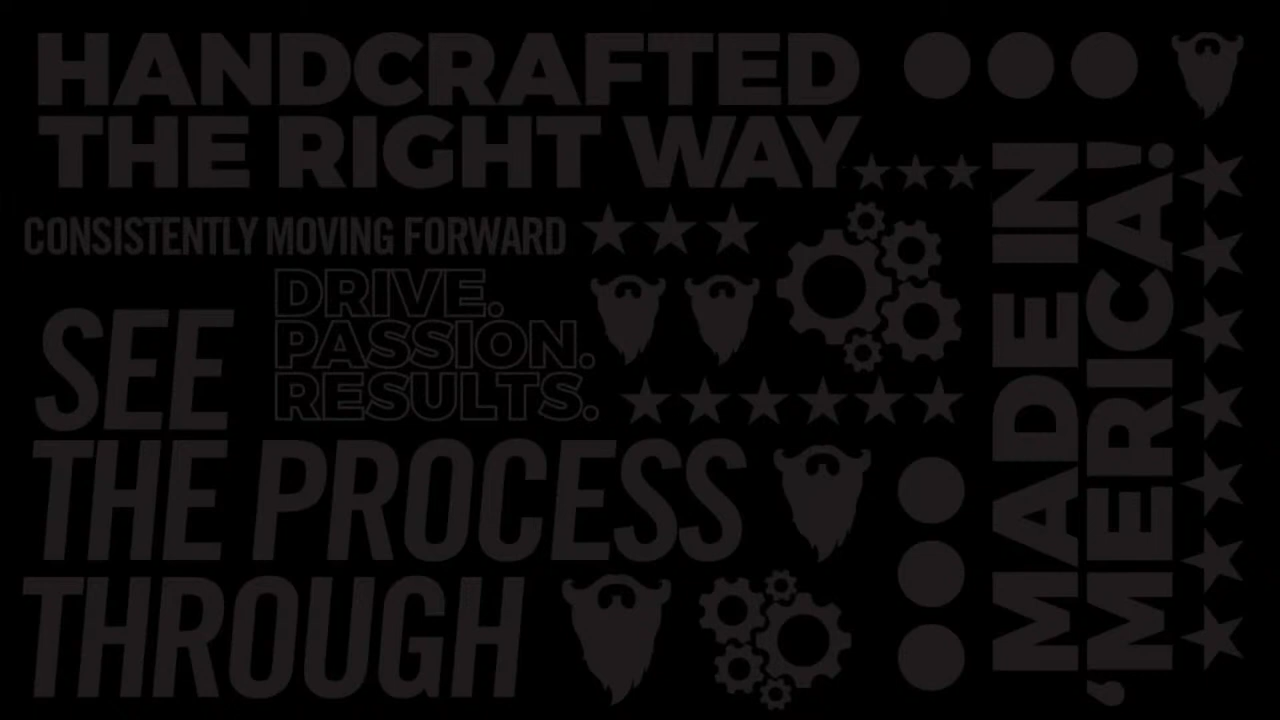 HANDCRAFTED
THE RIGHT WAY
CONSISTENTLY MOVING FORWARD
DRIVE.
PASSION.
RESULTS.
SEE
THE PROCESS
THROUGH
MADE IN
‘MERICA!